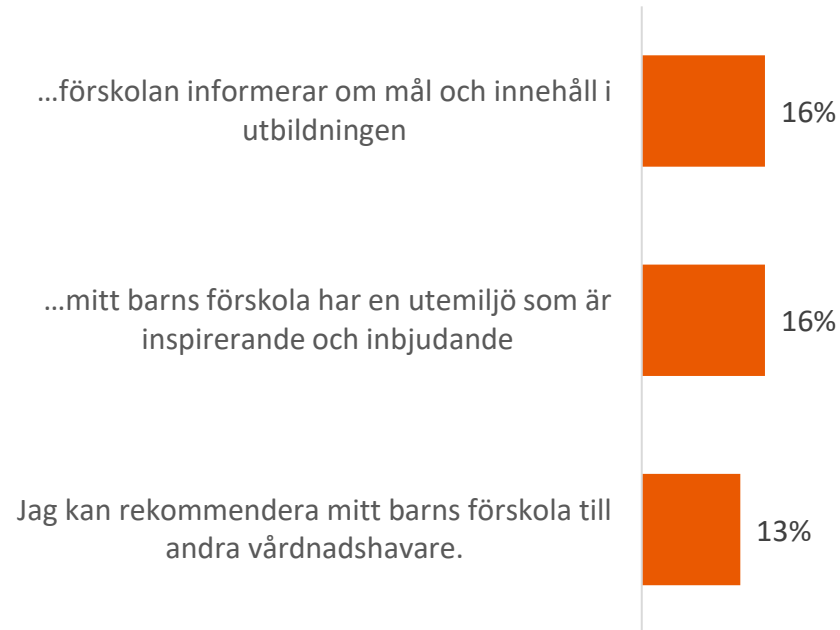 ...förskolan informerar om mål och innehåll i
utbildningen
16%
...mitt barns förskola har en utemiljö som är
inspirerande och inbjudande
16%
Jag kan rekommendera mitt barns förskola till
andra vårdnadshavare.
13%